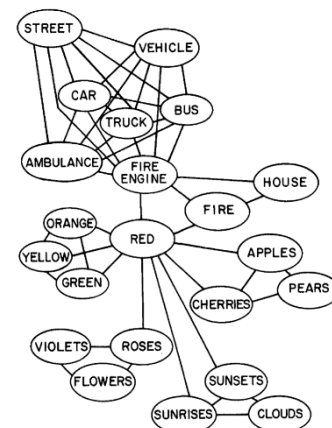 STREET
VEHICLE
CAR
TRUCK
BUS
AMBULANCE
FIRE
ENGINE
HOUSE
FIRE
ORANGE
RED
YELLOW
GREEN
APPLES
PEARS
CHERRIES
VIOLETS
ROSES
FLOWERS
SUNSETS
SUNRISES
CLOUDS